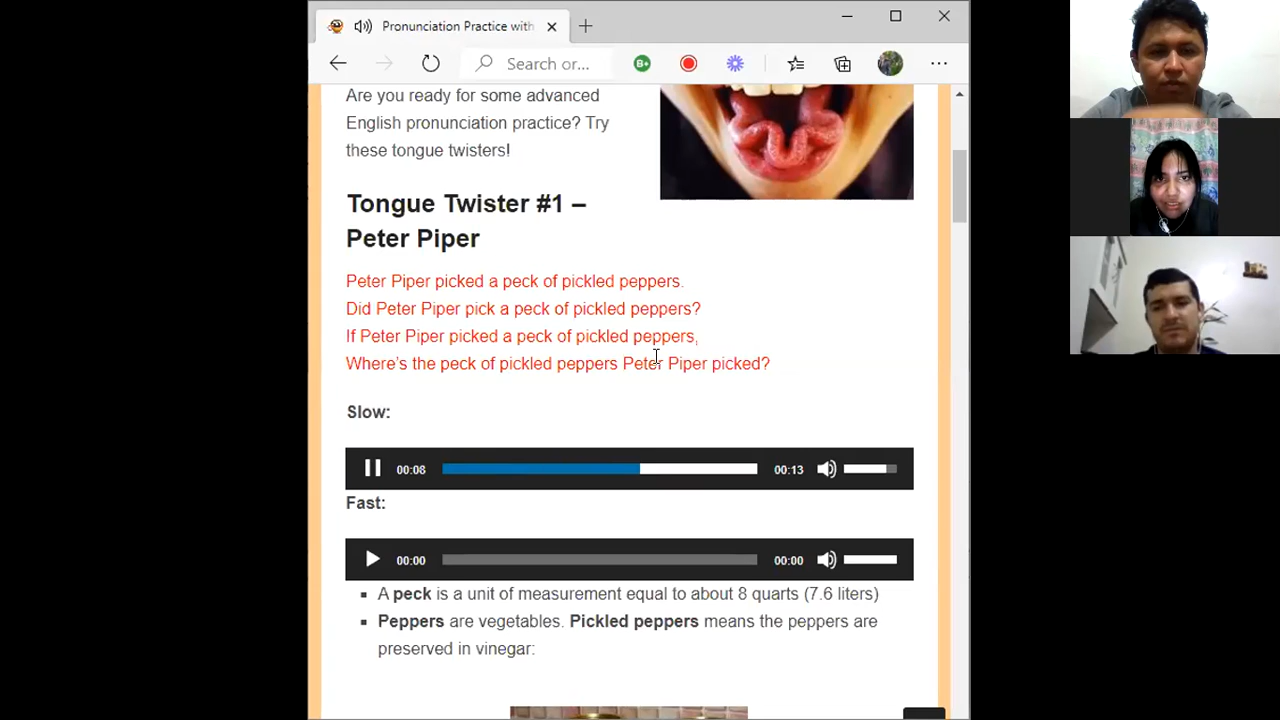 Pronunciation Practice with
Search or...
B+
Are you ready for some advanced
English pronunciation practice? Try
these tongue twisters!
Tongue Twister #1 –
Peter Piper
Peter Piper picked a peck of pickled peppers.
Did Peter Piper pick a peck of pickled peppers?
If Peter Piper picked a peck of pickled peppers,
Where’s the peck of pickled peppers Peter Piper picked?
Slow:
00:08 00:13
Fast:
00:00 00:00
A peck is a unit of measurement equal to about 8 quarts (7.6 liters)
Peppers are vegetables. Pickled peppers means the peppers are
preserved in vinegar: